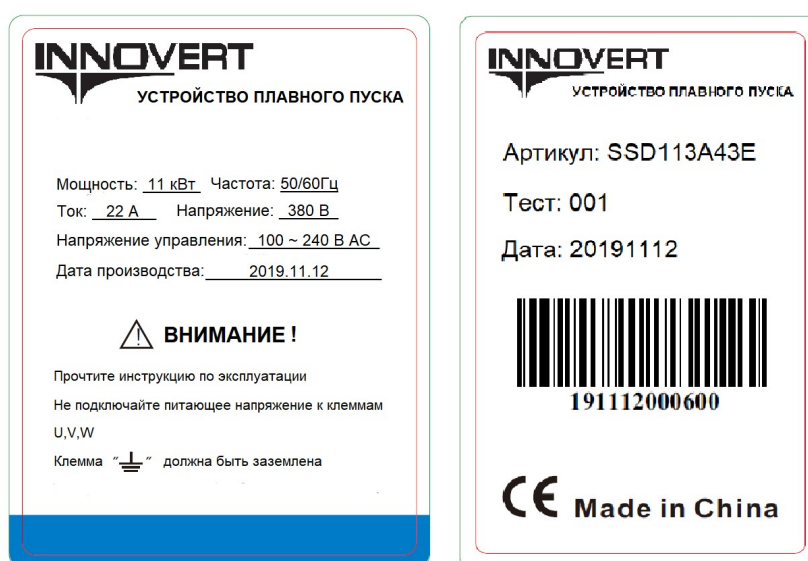 INNOVERT
УСТРОЙСТВО ПЛАВНОГО ПУСКА
Мощность: 11 кВт Частота: 50/60Гц
Ток: 22 А Напряжение: 380 В
Напряжение управления: 100 ~ 240 В АС
Дата производства: 2019.11.12
ВНИМАНИЕ !
Прочтите инструкцию по эксплуатации
Не подключайте питающее напряжение к клеммам
U,V,W
Клемма "⏚" должна быть заземлена
INNOVERT
УСТРОЙСТВО ПЛАВНОГО ПУСКА
Артикул: SSD113A43E
Тест: 001
Дата: 20191112
191112000600
CE Made in China